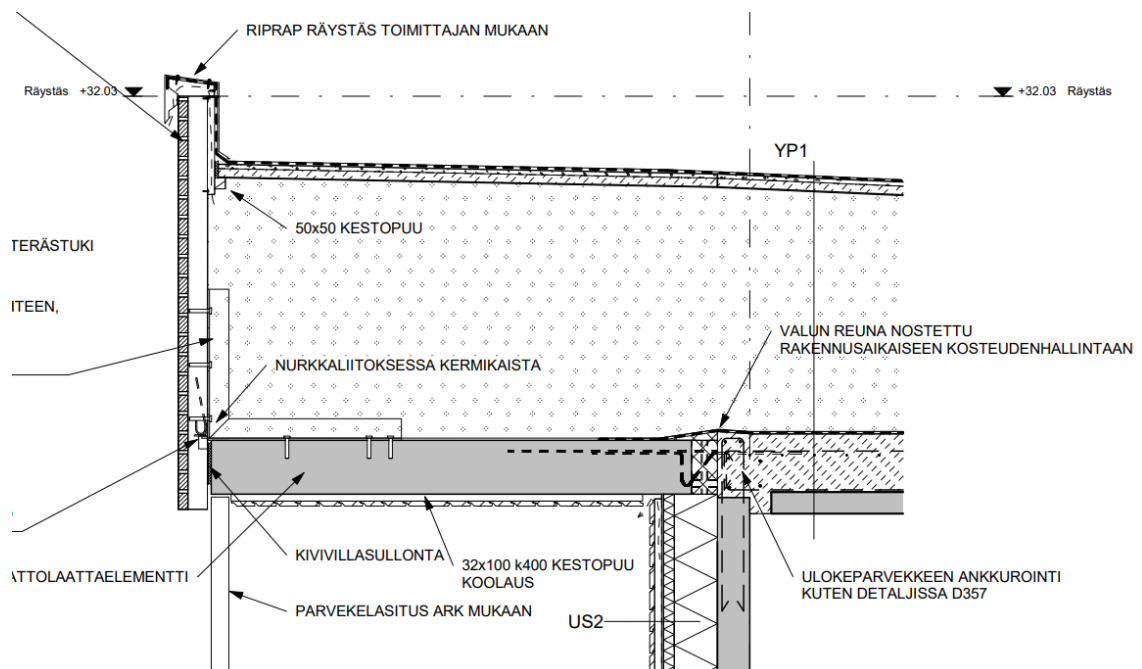 RIPRAP RÄYSTÄS TOIMITTAJAN MUKAAN
Räystäs +32.03
+32.03 Räystäs
YP1
50x50 KESTOPUU
TERÄSTUKI
ITEEN,
VALUN REUNA NOSTETTU
RAKENNUSAIKAISEEN KOSTEUDENHALLINTAAN
NURKKALIITOKSESSA KERMIKAISTA
KIVIVILLASULLONTA
32x100 k400 KESTOPUU
KOOLAUS
ATTOLAATTAELEMENTTI
ULOKEPARVEKKEEN ANKKUROINTI
KUTEN DETALJISSA D357
PARVEKELASITUS ARK MUKAAN
US2